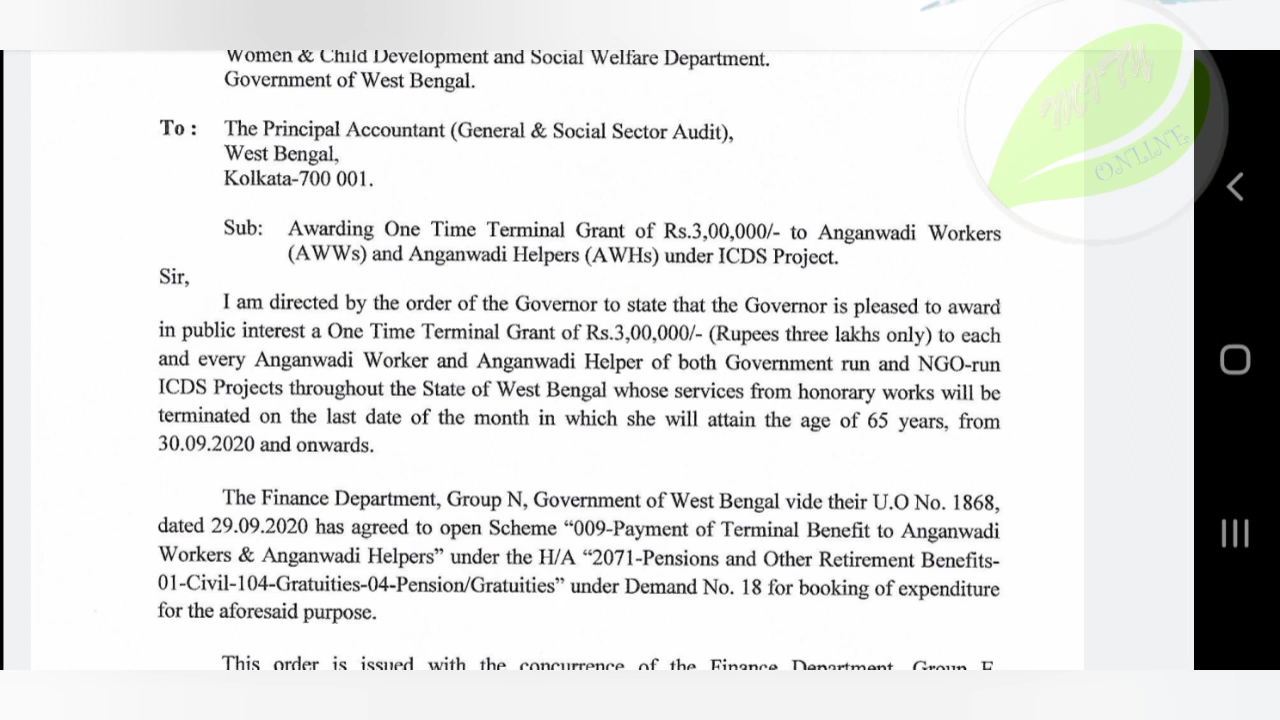 Women & Child Development and Social Welfare Department.
Government of West Bengal.
To : The Principal Accountant (General & Social Sector Audit),
West Bengal,
Kolkata-700 001.
Sub: Awarding One Time Terminal Grant of Rs.3,00,000/- to Anganwadi Workers
(AWWs) and Anganwadi Helpers (AWHs) under ICDS Project.
Sir,
I am directed by the order of the Governor to state that the Governor is pleased to award
in public interest a One Time Terminal Grant of Rs.3,00,000/- (Rupees three lakhs only) to each
and every Anganwadi Worker and Anganwadi Helper of both Government run and NGO-run
ICDS Projects throughout the State of West Bengal whose services from honorary works will be
terminated on the last date of the month in which she will attain the age of 65 years, from
30.09.2020 and onwards.
The Finance Department, Group N, Government of West Bengal vide their U.O No. 1868,
dated 29.09.2020 has agreed to open Scheme “009-Payment of Terminal Benefit to Anganwadi
Workers & Anganwadi Helpers” under the H/A “2071-Pensions and Other Retirement Benefits-
01-Civil-104-Gratuities-04-Pension/Gratuities” under Demand No. 18 for booking of expenditure
for the aforesaid purpose.
This order is issued with the concurrence of the Finance Department, Group
ONLINE